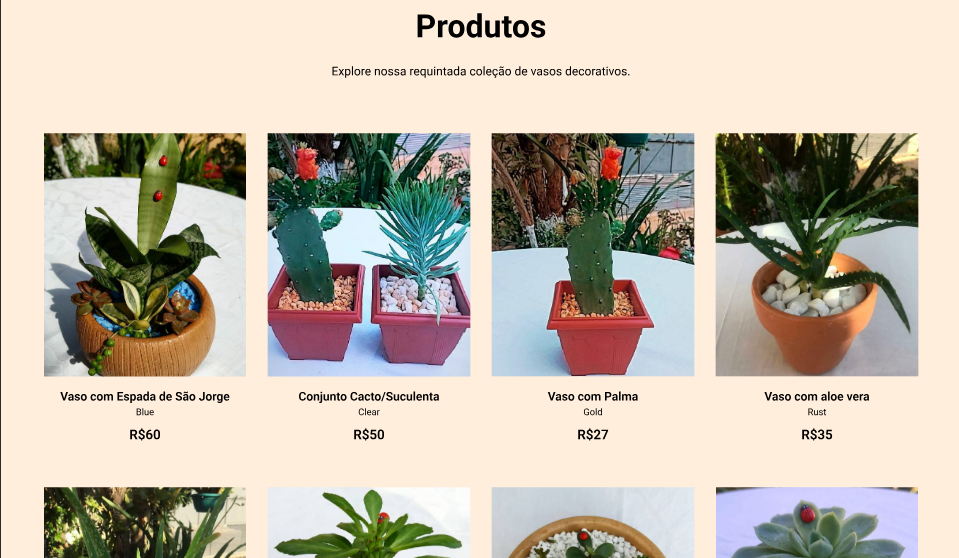 Produtos
Explore nossa requintada coleção de vasos decorativos.
Vaso com Espada de São Jorge
Blue
R$60
Conjunto Cacto/Suculenta
Clear
R$50
Vaso com Palma
Gold
R$27
Vaso com aloe vera
Rust
R$35